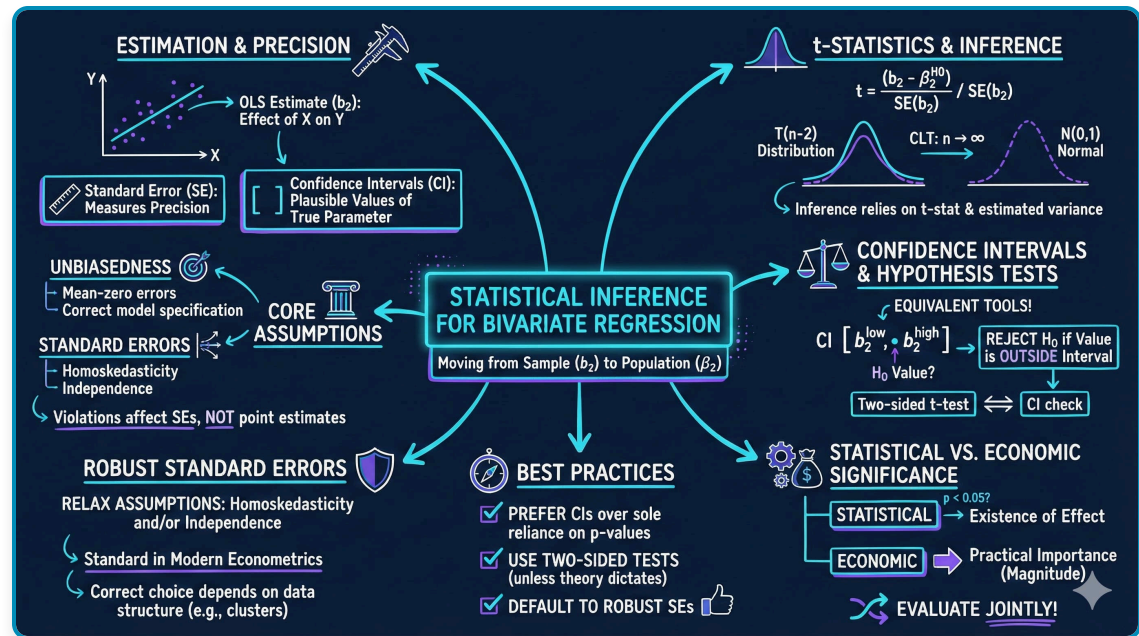 ESTIMATION & PRECISION
Y
X
OLS Estimate (b₂):
Effect of X on Y
Standard Error (SE):
Measures Precision
[ ]
Confidence Intervals (CI):
Plausible Values of
True Parameter
t-STATISTICS & INFERENCE
t = (b₂ – β₂^H0) / SE(b₂) / SE(b₂)
T(n-2)
Distribution
CLT: n → ∞
N(0,1)
Normal
Inference relies on t-stat & estimated variance
UNBIASEDNESS
Mean-zero errors
Correct model specification
CORE
ASSUMPTIONS
STANDARD ERRORS
Homoskedasticity
Independence
Violations affect SEs, NOT point estimates
STATISTICAL INFERENCE
FOR BIVARIATE REGRESSION
Moving from Sample (b₂) to Population (β₂)
CONFIDENCE INTERVALS
& HYPOTHESIS TESTS
EQUIVALENT TOOLS!
CI [b₂^low, • b₂^high]
H₀ Value?
REJECT H₀ if Value
is OUTSIDE Interval
Two-sided t-test ⟺ CI check
ROBUST STANDARD ERRORS
RELAX ASSUMPTIONS: Homoskedasticity
and/or Independence
Standard in Modern Econometrics
Correct choice depends on data
structure (e.g., clusters)
BEST PRACTICES
PREFER CIs over sole
reliance on p-values
USE TWO-SIDED TESTS
(unless theory dictates)
DEFAULT TO ROBUST SEs
$
STATISTICAL VS. ECONOMIC
SIGNIFICANCE
p < 0.05?
STATISTICAL → Existence of Effect
ECONOMIC
Practical Importance
(Magnitude)
EVALUATE JOINTLY!